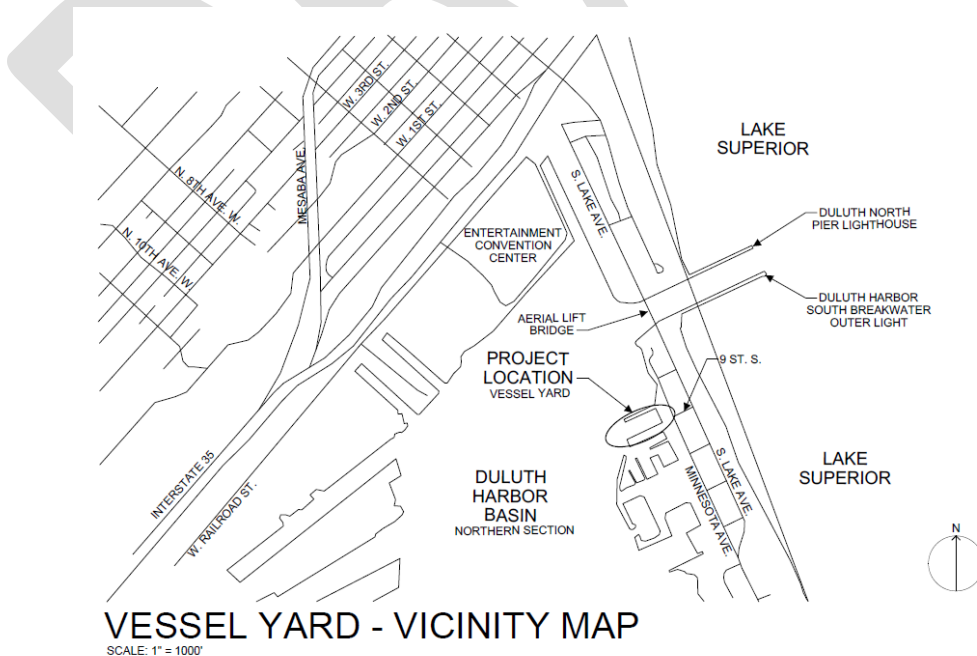 W. 3RD ST.
W. 2ND ST.
W. 1ST ST.
MESABA AVE.
N. 8TH AVE. W.
N. 10TH AVE. W.
LAKE
SUPERIOR
S. LAKE AVE.
ENTERTAINMENT
CONVENTION
CENTER
DULUTH NORTH
PIER LIGHTHOUSE
DULUTH HARBOR
SOUTH BREAKWATER
OUTER LIGHT
AERIAL LIFT
BRIDGE
PROJECT
LOCATION
VESSEL YARD
9 ST. S.
INTERSTATE 35
W. RAILROAD ST.
DULUTH
HARBOR
BASIN
NORTHERN SECTION
MINNESOTA AVE.
S. LAKE AVE.
LAKE
SUPERIOR
N
VESSEL YARD - VICINITY MAP
SCALE: 1" = 1000'